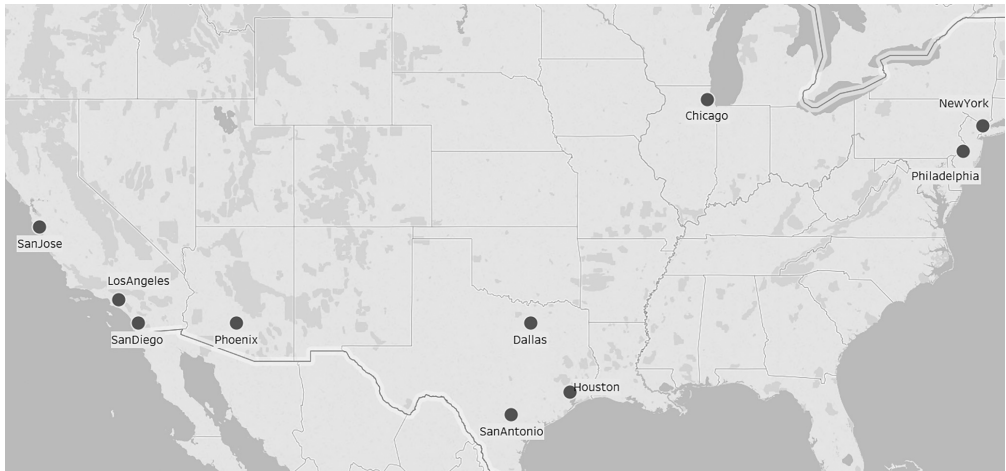 NewYork
Chicago
Philadelphia
SanJose
LosAngeles
SanDiego
Phoenix
Dallas
Houston
SanAntonio